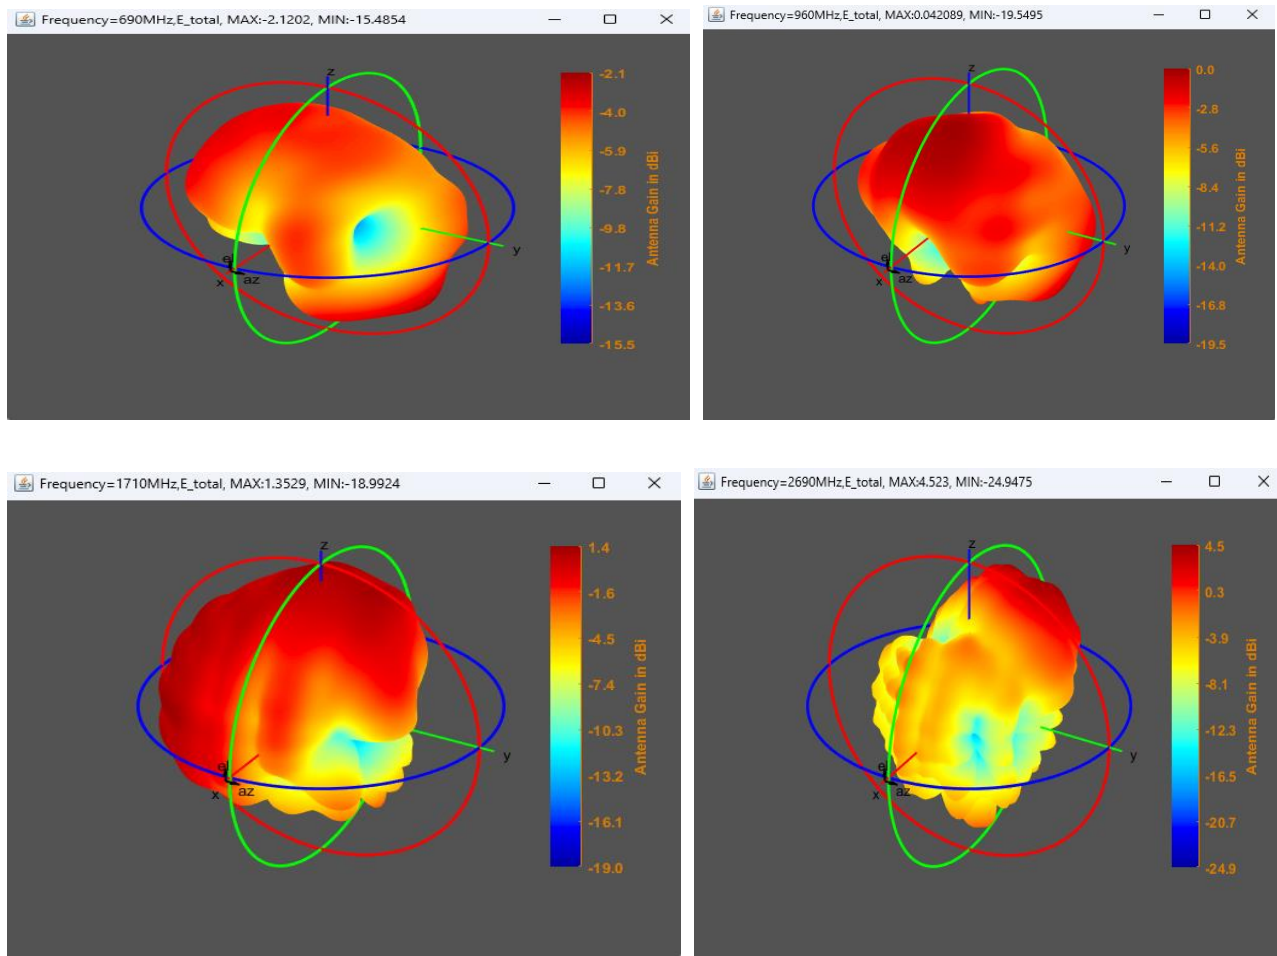 Frequency=690MHz,E_total, MAX:-2.1202, MIN:-15.4854
z
y
x
e
az
-2.1
-4.0
-5.9
-7.8
-9.8
-11.7
-13.6
-15.5
Antenna Gain in dBi
Frequency=960MHz,E_total, MAX:0.042089, MIN:-19.5495
z
y
x
el
az
0.0
-2.8
-5.6
-8.4
-11.2
-14.0
-16.8
-19.5
Antenna Gain in dBi
Frequency=1710MHz,E_total, MAX:1.3529, MIN:-18.9924
z
y
x
el
az
1.4
-1.6
-4.5
-7.4
-10.3
-13.2
-16.1
-19.0
Antenna Gain in dBi
Frequency=2690MHz,E_total, MAX:4.523, MIN:-24.9475
z
y
x
el
az
4.5
0.3
-3.9
-8.1
-12.3
-16.5
-20.7
-24.9
Antenna Gain in dBi